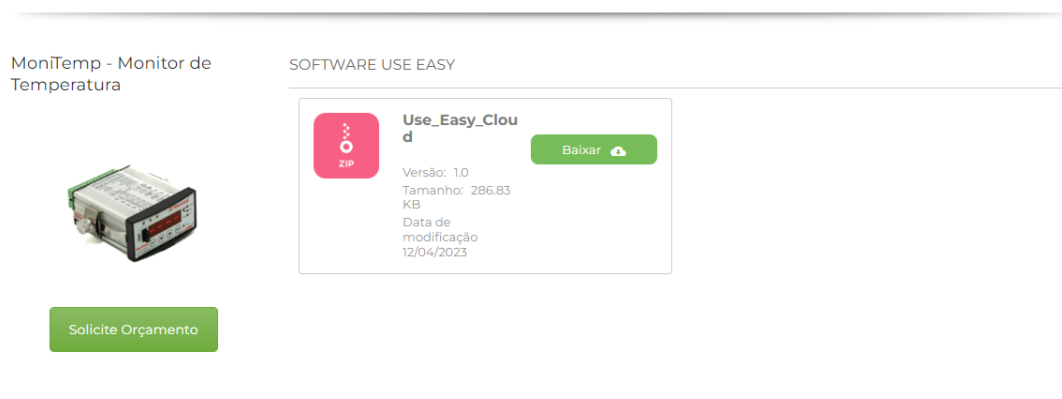 MoniTemp - Monitor de
Temperatura
SOFTWARE USE EASY
ZIP
Use_Easy_Clou
d
Baixar
Versão: 1.0
Tamanho: 286.83
KB
Data de
modificação
12/04/2023
Solicite Orçamento